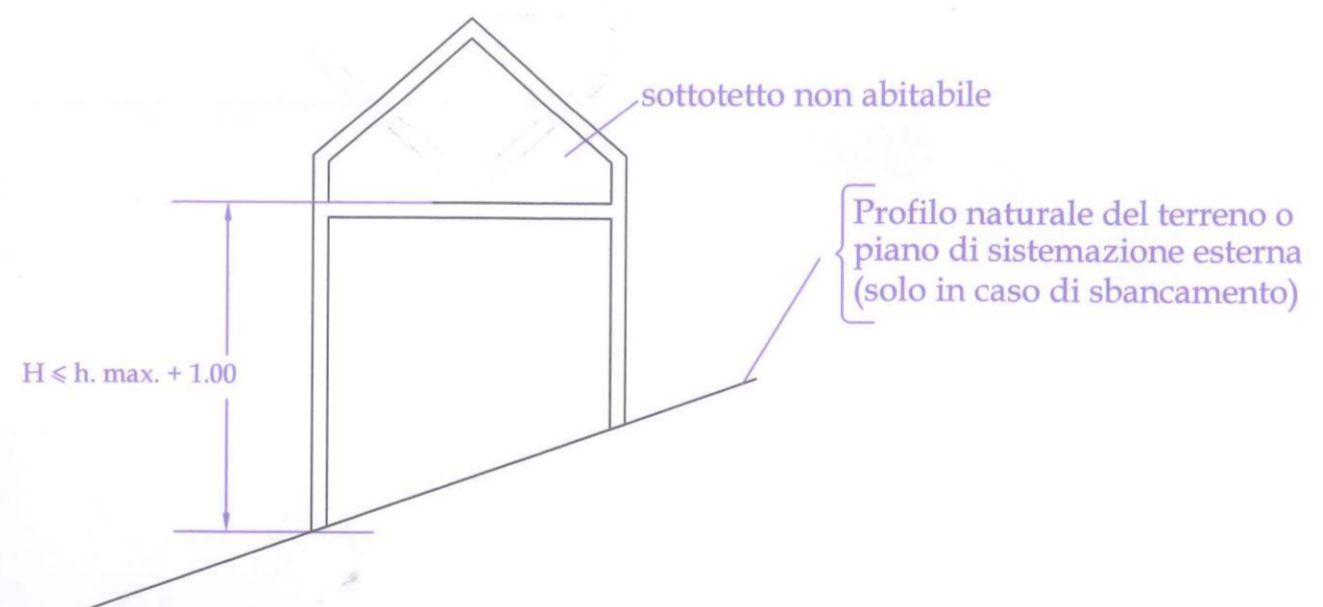 sottotetto non abitabile
Profilo naturale del terreno o
piano di sistemazione esterna
(solo in caso di sbancamento)
H ⩽ h. max. + 1.00